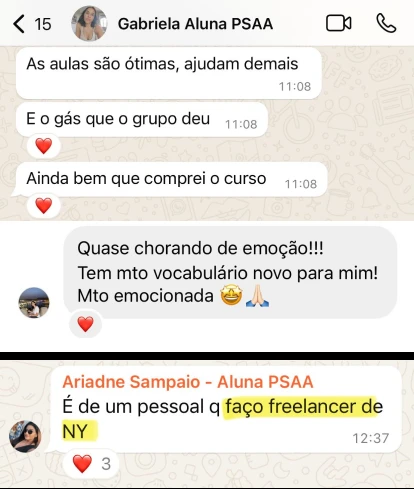 15
Gabriela Aluna PSAA
As aulas são ótimas, ajudam demais
11:08
E o gás que o grupo deu 11:08
Ainda bem que comprei o curso 11:08
Quase chorando de emoção!!!
Tem mto vocabulário novo para mim!
Mto emocionada 🤩🙏🏻
Ariadne Sampaio - Aluna PSAA
É de um pessoal q faço freelancer de
NY
12:37
3